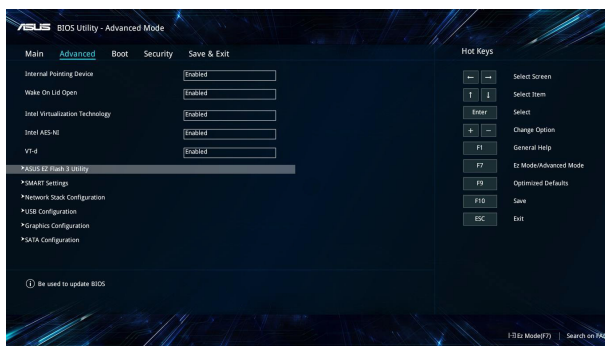 ASUS BIOS Utility - Advanced Mode
Main Advanced Boot Security Save & Exit
Hot Keys
Internal Pointing Device Enabled
Wake On Lid Open Enabled
Intel Virtualization Technology Enabled
Intel AES-NI Enabled
VT-d Enabled
ASUS EZ Flash 3 Utility
SMART Settings
Network Stack Configuration
USB Configuration
Graphics Configuration
SATA Configuration
Be used to update BIOS
← → Select Screen
↑ ↓ Select Item
Enter Select
+ − Change Option
F1 General Help
F7 Ez Mode/Advanced Mode
F9 Optimized Defaults
F10 Save
ESC Exit
Ez Mode(F7) | Search on FAQ